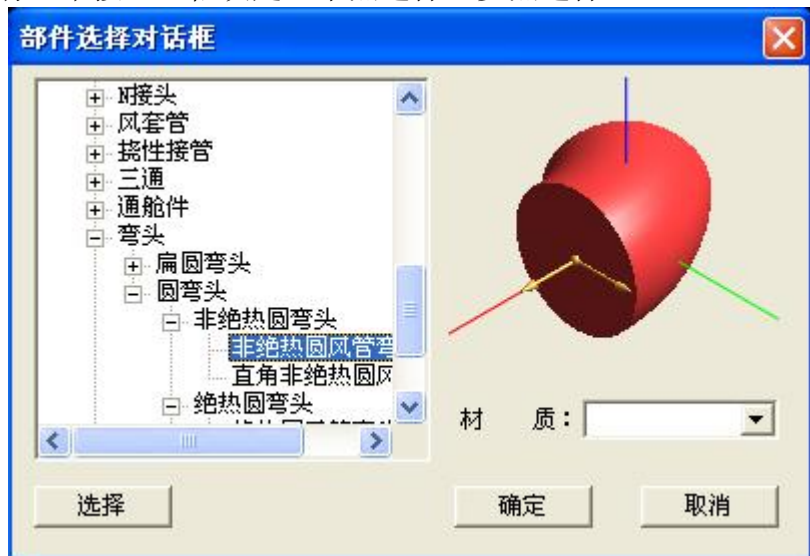 部件选择对话框
N接头
风套管
挠性接管
三通
通舱件
弯头
扁圆弯头
圆弯头
非绝热圆弯头
非绝热圆风管弯
直角非绝热圆风
绝热圆弯头
材 质：
选择
确定
取消